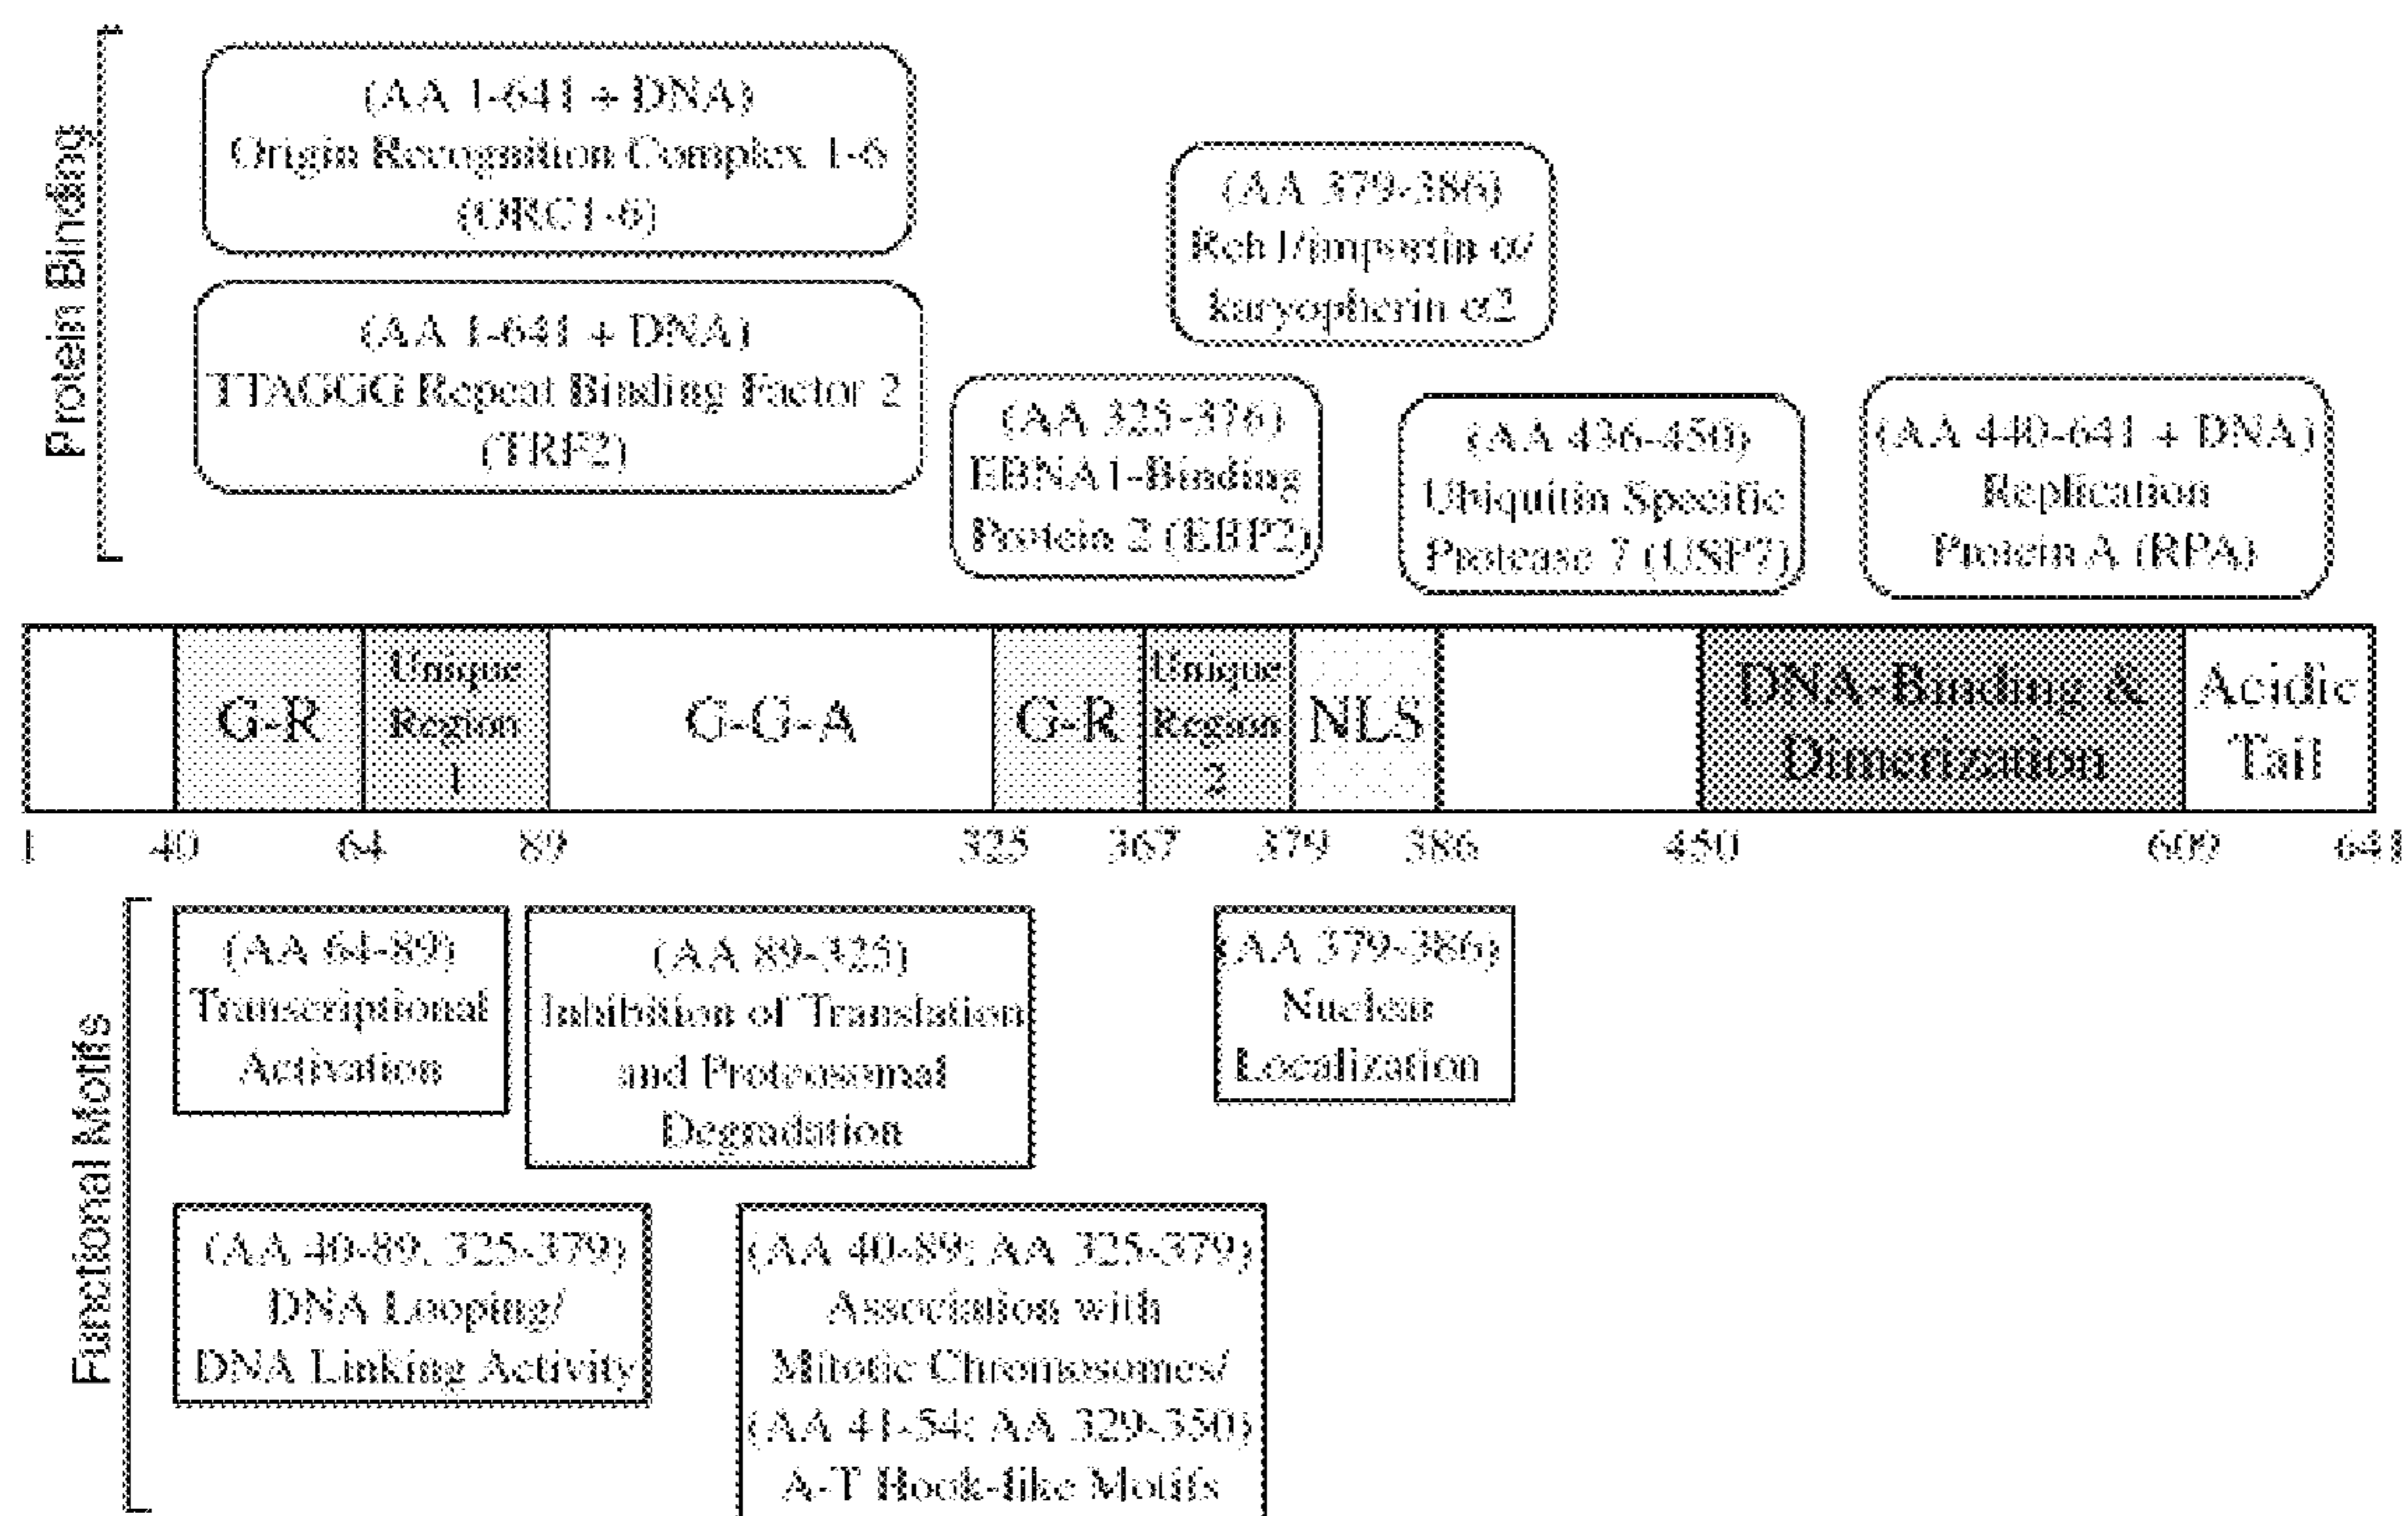 Protein Binding
(AA 1-641 + DNA)
Origin Recognition Complex 1-6
(ORC1-6)
(AA 1-641 + DNA)
TTAGGG Repeat Binding Factor 2
(TRF2)
(AA 379-386)
Rch1/importin α/
karyopherin α2
(AA 325-376)
EBNA1-Binding
Protein 2 (EBP2)
(AA 436-450)
Ubiquitin Specific
Protease 7 (USP7)
(AA 440-641 + DNA)
Replication
Protein A (RPA)
G-R
Unique
Region
1
G-G-A
G-R
Unique
Region
2
NLS
DNA-Binding &
Dimerization
Acidic
Tail
1 40 64 89 325 367 379 386 450 609 641
Functional Motifs
(AA 64-89)
Transcriptional
Activation
(AA 89-325)
Inhibition of Translation
and Proteosomal
Degradation
(AA 379-386)
Nuclear
Localization
(AA 40-89, 325-379)
DNA Looping/
DNA Linking Activity
(AA 40-89; AA 325-379)
Association with
Mitotic Chromosomes/
(AA 41-54; AA 329-350)
A-T Hook-like Motifs